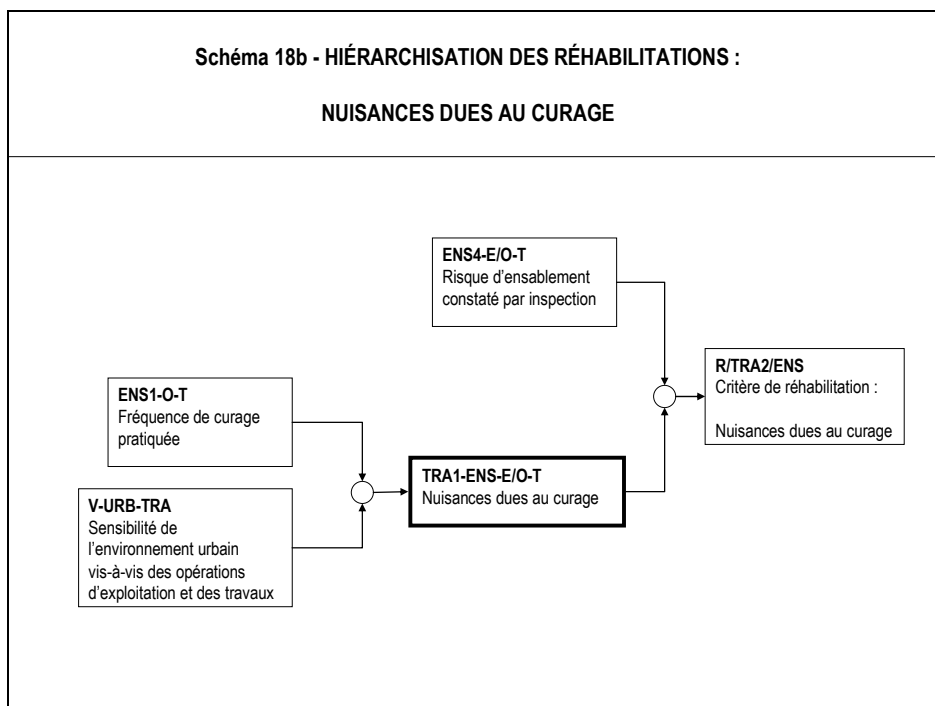 Schéma 18b - HIÉRARCHISATION DES RÉHABILITATIONS :
NUISANCES DUES AU CURAGE
ENS4-E/O-T
Risque d’ensablement
constaté par inspection
R/TRA2/ENS
Critère de réhabilitation :
Nuisances dues au curage
ENS1-O-T
Fréquence de curage
pratiquée
TRA1-ENS-E/O-T
Nuisances dues au curage
V-URB-TRA
Sensibilité de
l’environnement urbain
vis-à-vis des opérations
d’exploitation et des travaux